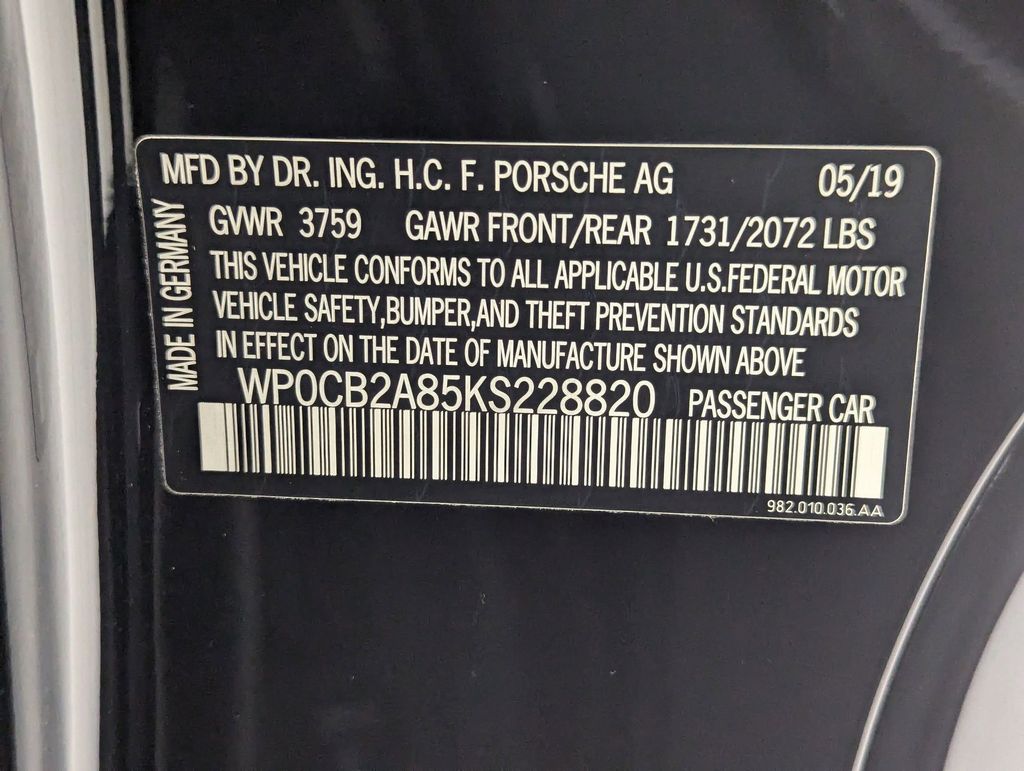 MFD BY DR. ING. H.C. F. PORSCHE AG 05/19
GVWR 3759 GAWR FRONT/REAR 1731/2072 LBS
THIS VEHICLE CONFORMS TO ALL APPLICABLE U.S.FEDERAL MOTOR
VEHICLE SAFETY,BUMPER,AND THEFT PREVENTION STANDARDS
IN EFFECT ON THE DATE OF MANUFACTURE SHOWN ABOVE
MADE IN GERMANY
WP0CB2A85KS228820 PASSENGER CAR
982.010.036.AA